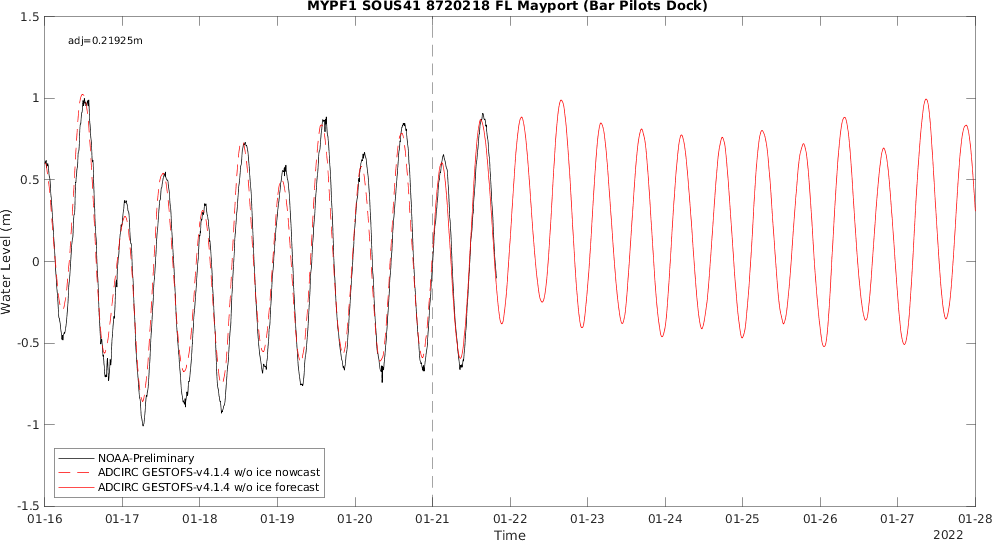 MYPF1 SOUS41 8720218 FL Mayport (Bar Pilots Dock)
adj=0.21925m
1.5
1
0.5
0
-0.5
-1
-1.5
Water Level (m)
NOAA-Preliminary
ADCIRC GESTOFS-v4.1.4 w/o ice nowcast
ADCIRC GESTOFS-v4.1.4 w/o ice forecast
01-16 01-17 01-18 01-19 01-20 01-21 01-22 01-23 01-24 01-25 01-26 01-27 01-28
Time
2022